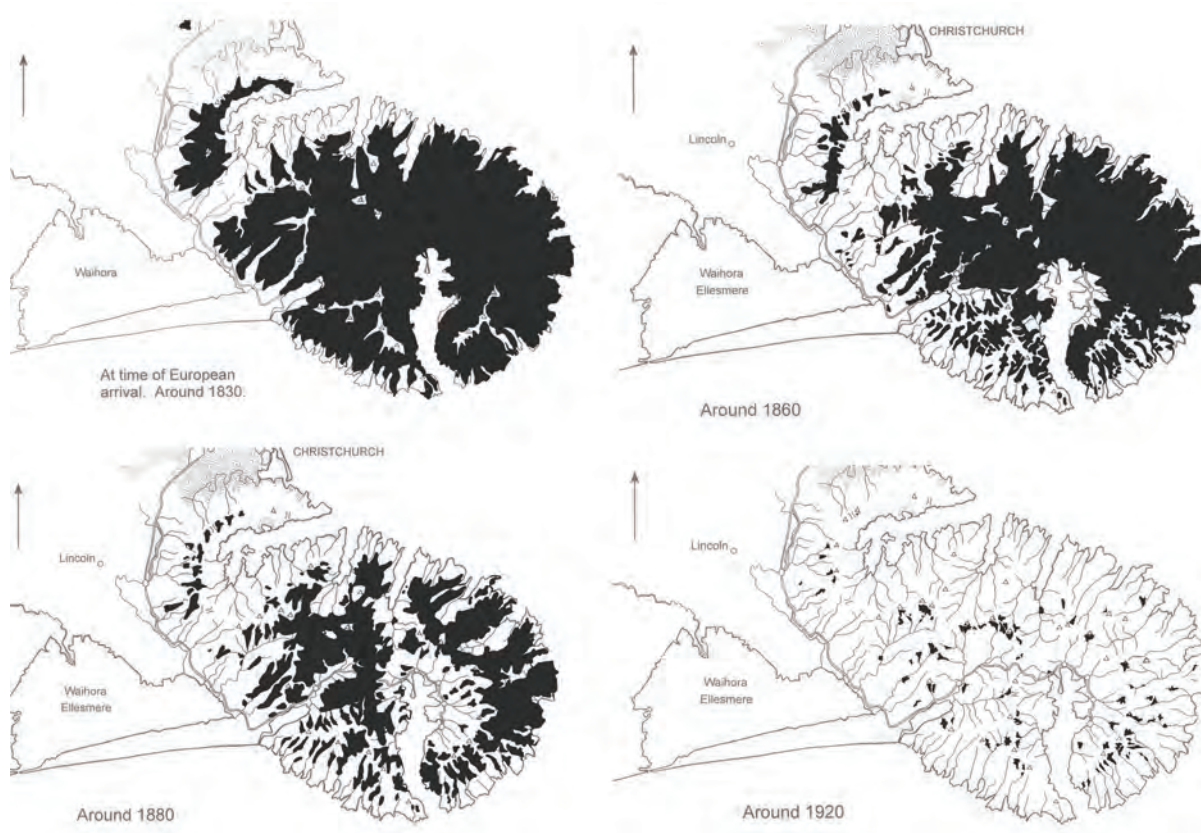 Waihora
At time of European
arrival. Around 1830.
CHRISTCHURCH
Lincoln
Waihora
Ellesmere
Around 1860
CHRISTCHURCH
Lincoln
Waihora
Ellesmere
Around 1880
Lincoln
Waihora
Ellesmere
Around 1920